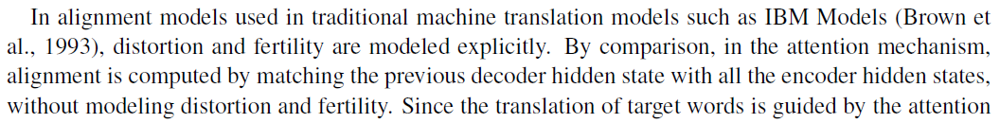 In alignment models used in traditional machine translation models such as IBM Models (Brown et
al., 1993), distortion and fertility are modeled explicitly. By comparison, in the attention mechanism,
alignment is computed by matching the previous decoder hidden state with all the encoder hidden states,
without modeling distortion and fertility. Since the translation of target words is guided by the attention